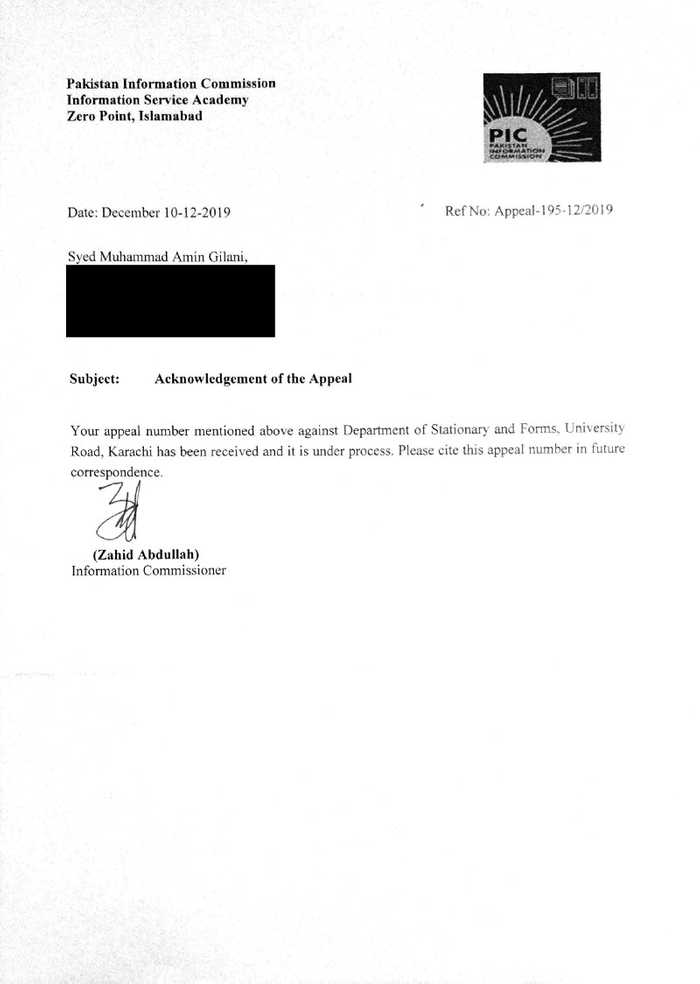 Pakistan Information Commission
Information Service Academy
Zero Point, Islamabad
PIC
PAKISTAN
INFORMATION
COMMISSION
Date: December 10-12-2019
Ref No: Appeal-195-12/2019
Syed Muhammad Amin Gilani,
Subject: Acknowledgement of the Appeal
Your appeal number mentioned above against Department of Stationary and Forms, University
Road, Karachi has been received and it is under process. Please cite this appeal number in future
correspondence.
(Zahid Abdullah)
Information Commissioner